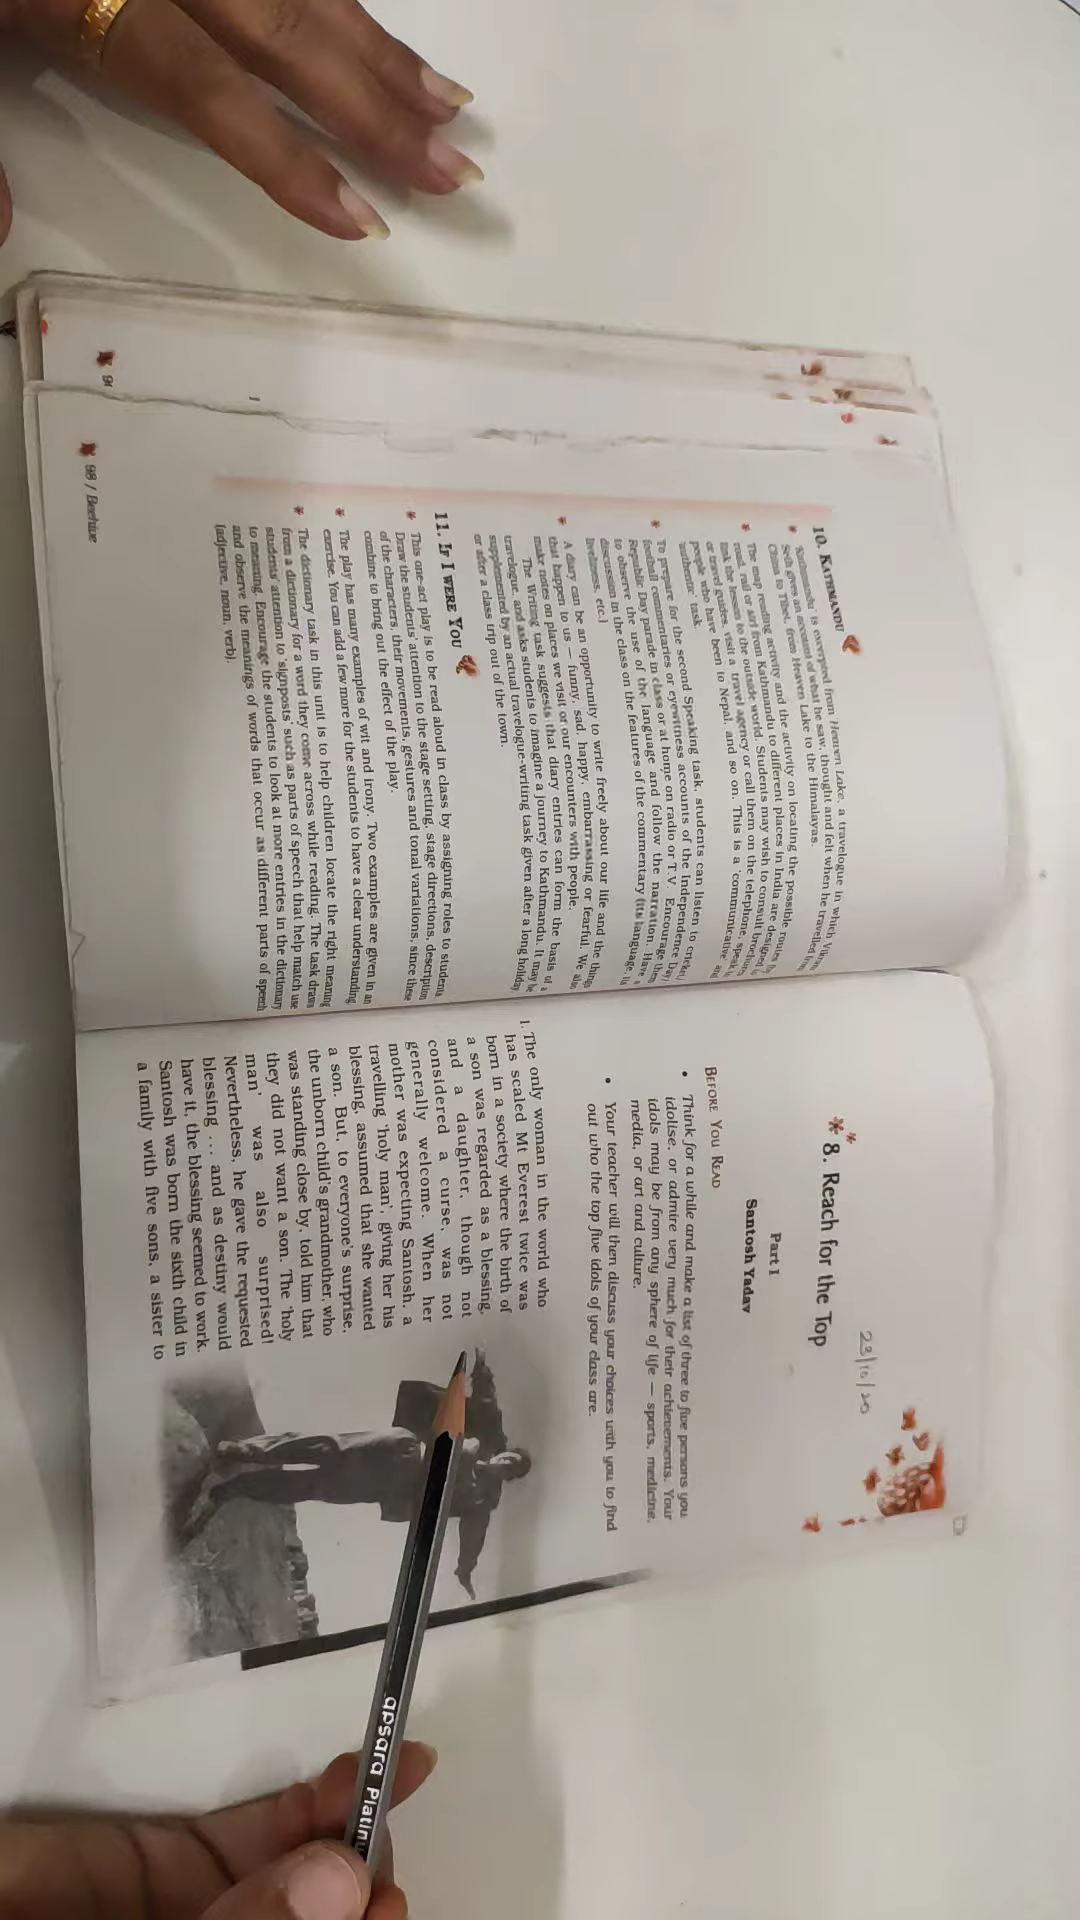 10. KATHMANDU
'Kathmandu' is excerpted from Heaven Lake, a travelogue in which Vikram
Seth gives an account of what he saw, thought and felt when he travelled from
China to Tibet, from Heaven Lake to the Himalayas.
The map reading activity and the activity on locating the possible routes (by
road, rail or air) from Kathmandu to different places in India are designed to
link the lesson to the outside world. Students may wish to consult brochures
or travel guides, visit a travel agency or call them on the telephone, speak to
people who have been to Nepal, and so on. This is a 'communicative' and
'authentic' task.
To prepare for the second Speaking task, students can listen to cricket/
football commentaries or eyewitness accounts of the Independence Day/
Republic Day parade in class or at home on radio or T.V. Encourage them
to observe the use of the language and follow the narration. Have a
discussion in the class on the features of the commentary (its language, its
liveliness, etc.)
A diary can be an opportunity to write freely about our life and the things
that happen to us — funny, sad, happy, embarrassing or fearful. We also
make notes on places we visit or our encounters with people.
The Writing task suggests that diary entries can form the basis of a
travelogue, and asks students to imagine a journey to Kathmandu. It may be
supplemented by an actual travelogue-writing task given after a long holiday,
or after a class trip out of the town.
11. IF I WERE YOU
This one-act play is to be read aloud in class by assigning roles to students.
Draw the students' attention to the stage setting, stage directions, description
of the characters, their movements, gestures and tonal variations, since these
combine to bring out the effect of the play.
The play has many examples of wit and irony. Two examples are given in an
exercise. You can add a few more for the students to have a clear understanding
The dictionary task in this unit is to help children locate the right meaning
from a dictionary for a word they come across while reading. The task draws
students' attention to 'signposts' such as parts of speech that help match use
to meaning. Encourage the students to look at more entries in the dictionary
and observe the meanings of words that occur as different parts of speech
(adjective, noun, verb).
98 / Beehive
23/10/20
8. Reach for the Top
Part I
Santosh Yadav
BEFORE YOU READ
• Think for a while and make a list of three to five persons you
idolise, or admire very much for their achievements. Your
idols may be from any sphere of life — sports, medicine,
media, or art and culture.
• Your teacher will then discuss your choices with you to find
out who the top five idols of your class are.
1. The only woman in the world who
has scaled Mt Everest twice was
born in a society where the birth of
a son was regarded as a blessing,
and a daughter, though not
considered a curse, was not
generally welcome. When her
mother was expecting Santosh, a
travelling 'holy man', giving her his
blessing, assumed that she wanted
a son. But, to everyone's surprise,
the unborn child's grandmother, who
was standing close by, told him that
they did not want a son. The 'holy
man' was also surprised!
Nevertheless, he gave the requested
blessing ... and as destiny would
have it, the blessing seemed to work.
Santosh was born the sixth child in
a family with five sons, a sister to
apsara Platin